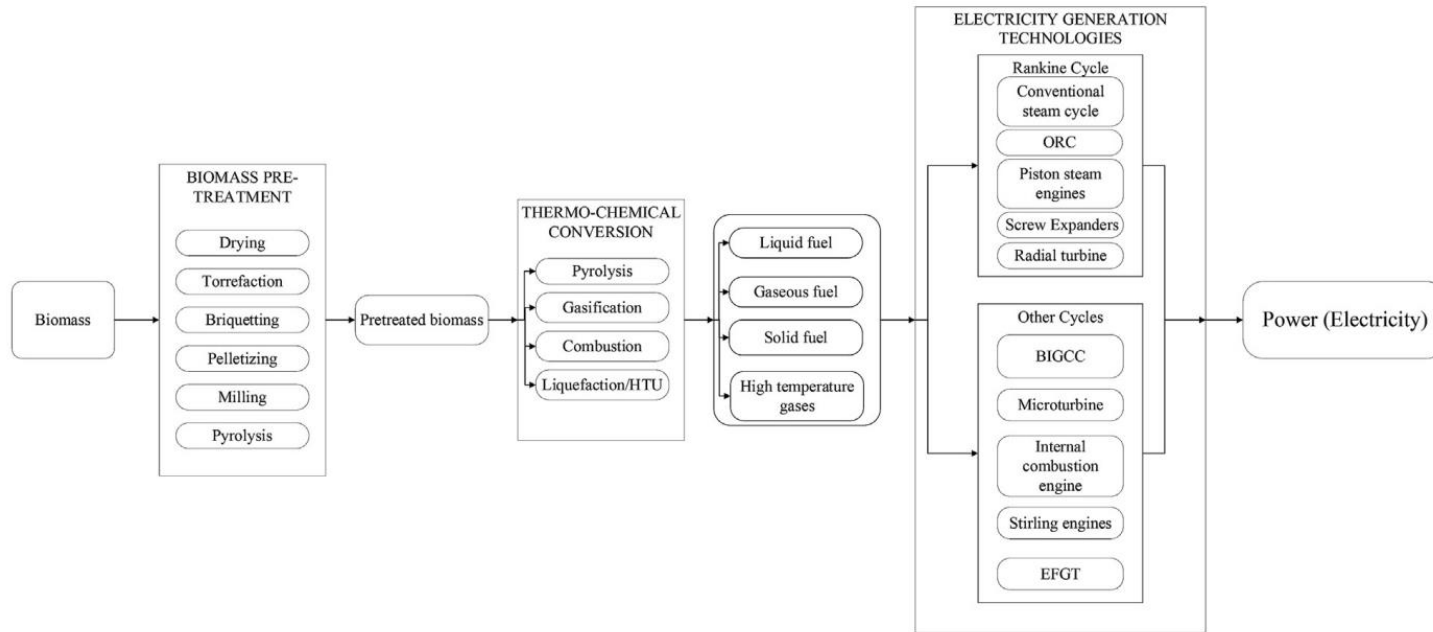 Biomass
BIOMASS PRE-
TREATMENT
Drying
Torrefaction
Briquetting
Pelletizing
Milling
Pyrolysis
Pretreated biomass
THERMO-CHEMICAL
CONVERSION
Pyrolysis
Gasification
Combustion
Liquefaction/HTU
Liquid fuel
Gaseous fuel
Solid fuel
High temperature
gases
ELECTRICITY GENERATION
TECHNOLOGIES
Rankine Cycle
Conventional
steam cycle
ORC
Piston steam
engines
Screw Expanders
Radial turbine
Other Cycles
BIGCC
Microturbine
Internal
combustion
engine
Stirling engines
EFGT
Power (Electricity)